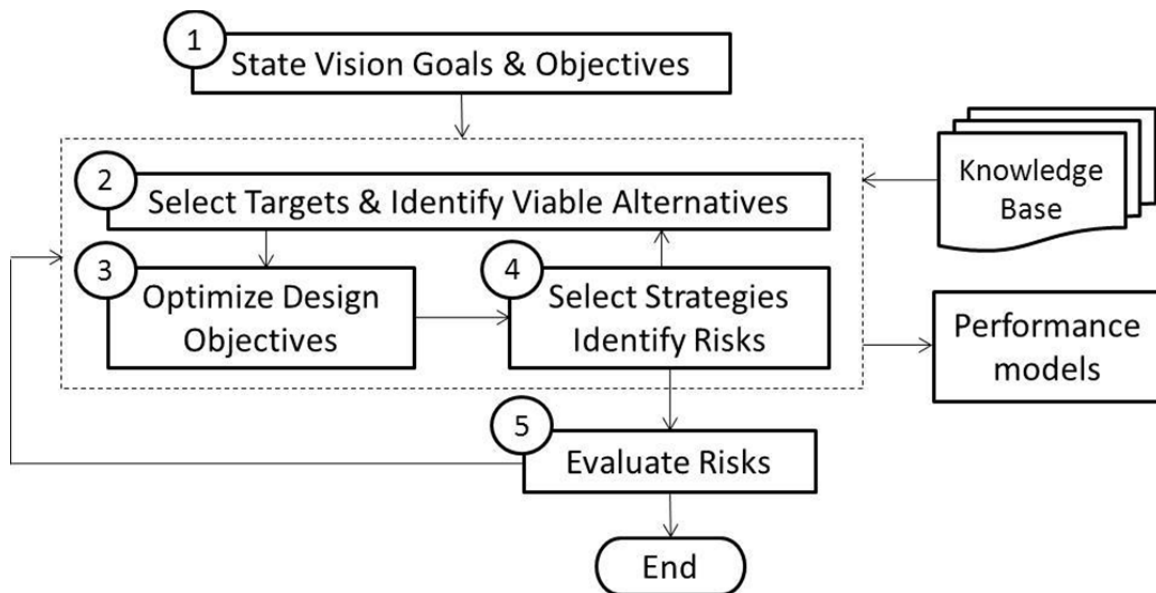 1
State Vision Goals & Objectives
2
Select Targets & Identify Viable Alternatives
Knowledge
Base
3
Optimize Design
Objectives
4
Select Strategies
Identify Risks
Performance
models
5
Evaluate Risks
End